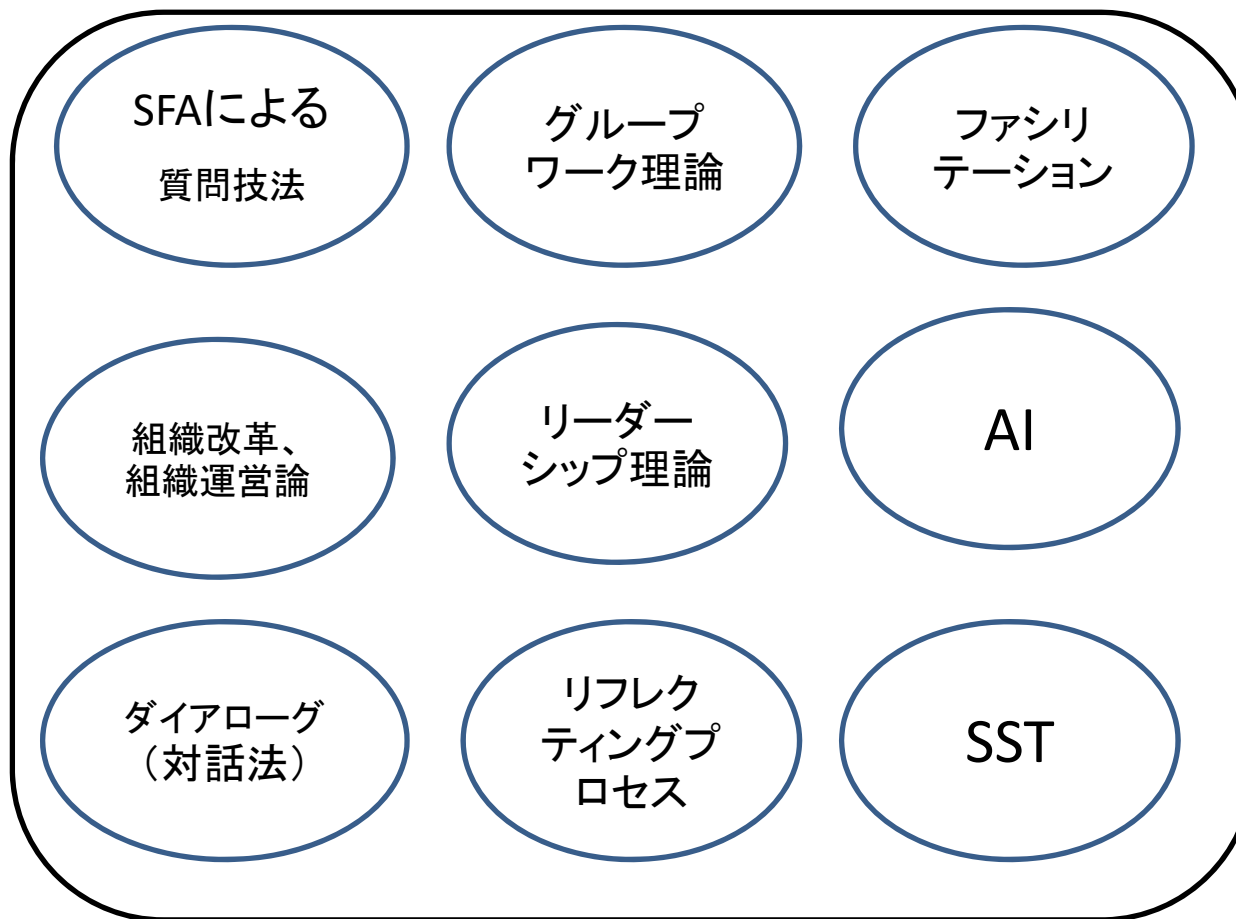 SFAによる
質問技法
グループ
ワーク理論
ファシリ
テーション
組織改革、
組織運営論
リーダー
シップ理論
AI
ダイアローグ
（対話法）
リフレク
ティングプ
ロセス
SST